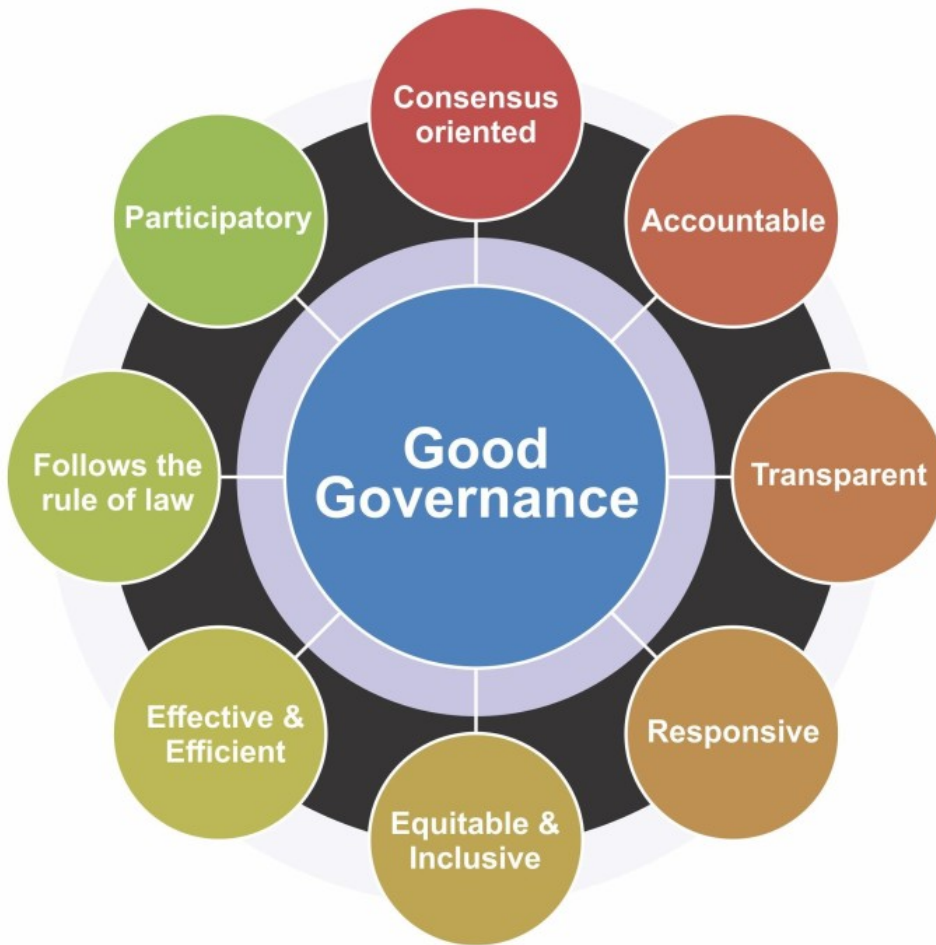 Consensus
oriented
Accountable
Transparent
Responsive
Equitable &
Inclusive
Effective &
Efficient
Follows the
rule of law
Participatory
Good
Governance